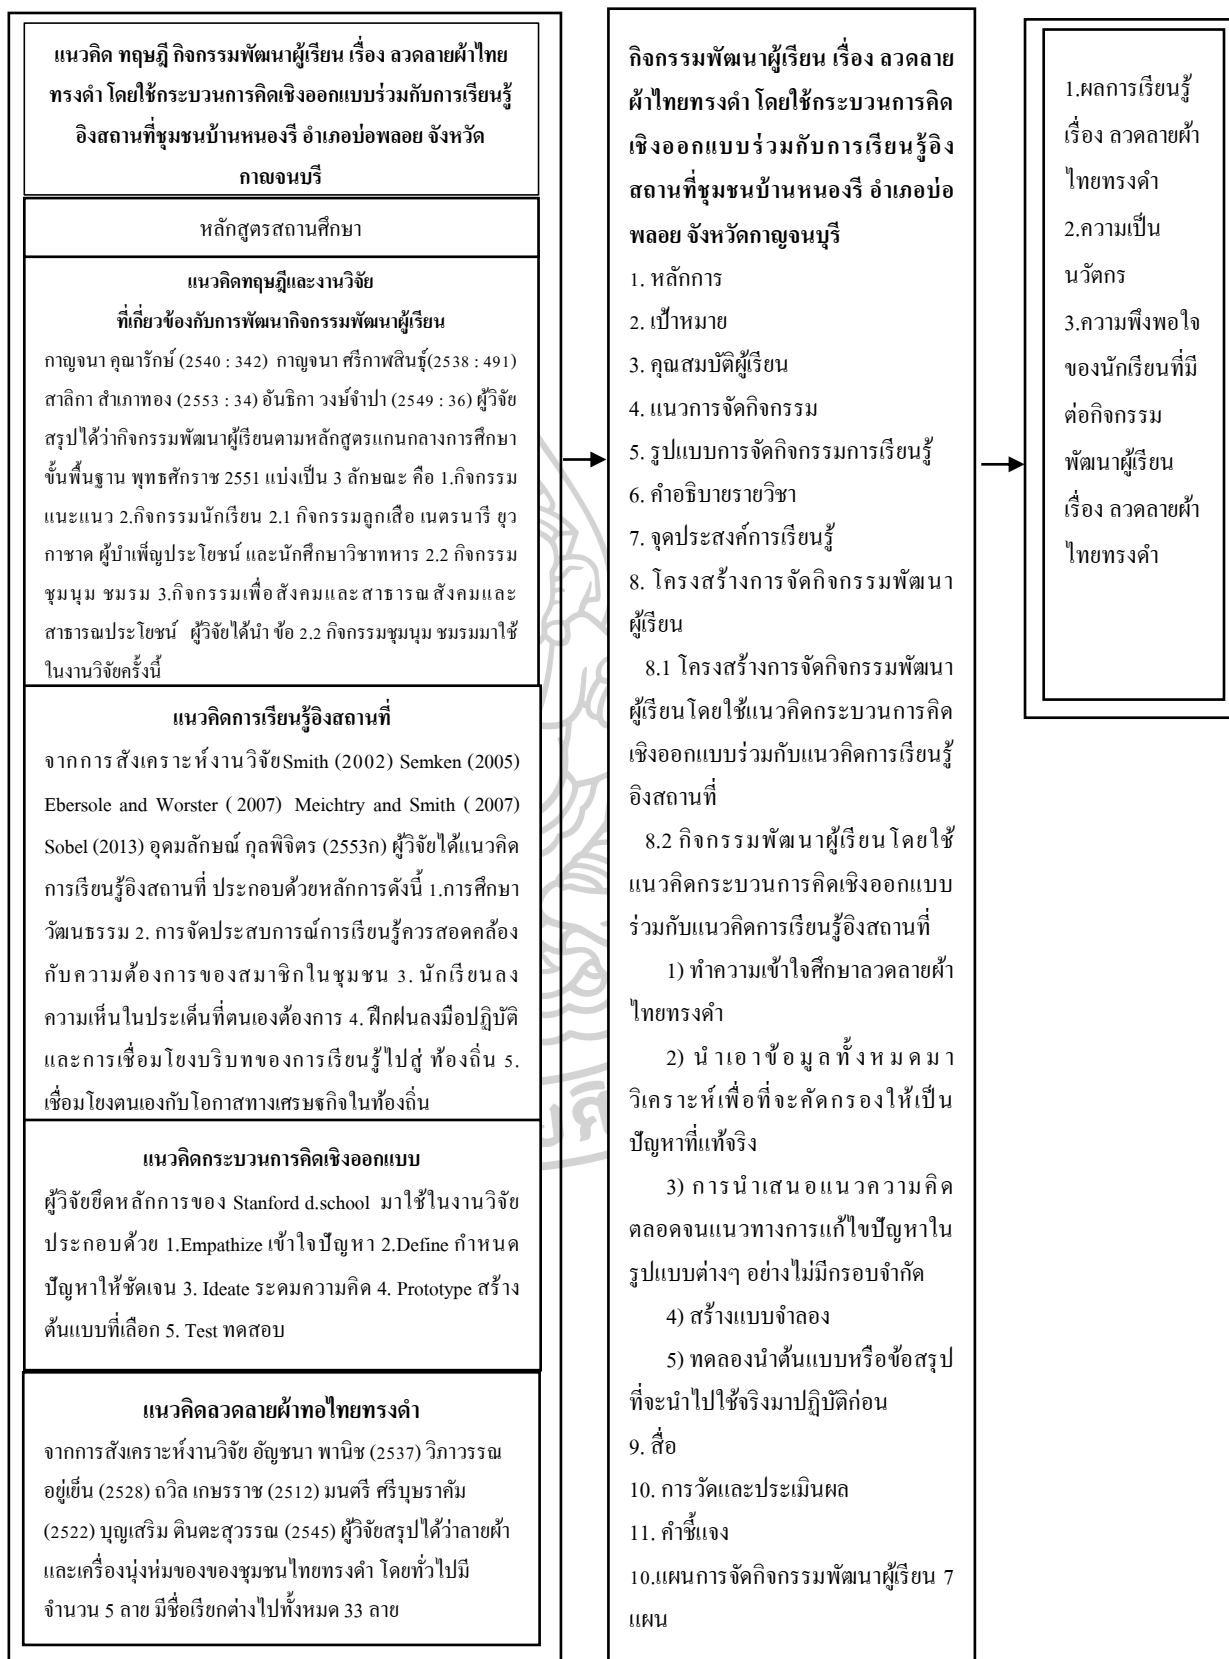 แนวคิด ทฤษฎี กิจกรรมพัฒนาผู้เรียน เรื่อง ลวดลายผ้าไทย
ทรงดำ โดยใช้กระบวนการคิดเชิงออกแบบร่วมกับการเรียนรู้
อิงสถานที่ชุมชนบ้านหนองรี อำเภอบ่อพลอย จังหวัด
กาญจนบรี
หลักสูตรสถานศึกษา
แนวคิดทฤษฎีและงานวิจัย
ที่เกี่ยวข้องกับการพัฒนากิจกรรมพัฒนาผู้เรียน
กาญจนา คุณารักษ์ (2540 : 342) กาญจนา ศรีกาฬสินธุ์(2538 : 491)
สาลิกา สำเภาทอง (2553 : 34) อันธิกา วงษ์จำปา (2549 : 36) ผู้วิจัย
สรุปได้ว่ากิจกรรมพัฒนาผู้เรียนตามหลักสูตรแกนกลางการศึกษา
ขั้นพื้นฐาน พุทธศักราช 2551 แบ่งเป็น 3 ลักษณะ คือ 1.กิจกรรม
แนะแนว 2.กิจกรรมนักเรียน 2.1 กิจกรรมลูกเสือ เนตรนารี ยุว
กาชาด ผู้บำเพ็ญประโยชน์ และนักศึกษาวิชาทหาร 2.2 กิจกรรม
ชุมนุม ชมรม 3.กิจกรรมเพื่อสังคมและสาธารณสังคมและ
สาธารณประโยชน์ ผู้วิจัยได้นำ ข้อ 2.2 กิจกรรมชุมนุม ชมรมมาใช้
ในงานวิจัยครั้งนี้
แนวคิดการเรียนรู้อิงสถานที่
จากการสังเคราะห์งานวิจัยSmith (2002) Semken (2005)
Ebersole and Worster ( 2007) Meichtry and Smith ( 2007)
Sobel (2013) อุดมลักษณ์ กุลพิจิตร (2553ก) ผู้วิจัยได้แนวคิด
การเรียนรู้อิงสถานที่ ประกอบด้วยหลักการดังนี้ 1.การศึกษา
วัฒนธรรม 2. การจัดประสบการณ์การเรียนรู้ควรสอดคล้อง
กับความต้องการของสมาชิกในชุมชน 3. นักเรียนลง
ความเห็นในประเด็นที่ตนเองต้องการ 4. ฝึกฝนลงมือปฏิบัติ
และการเชื่อมโยงบริบทของการเรียนรู้ไปสู่ ท้องถิ่น 5.
เชื่อมโยงตนเองกับโอกาสทางเศรษฐกิจในท้องถิ่น
แนวคิดกระบวนการคิดเชิงออกแบบ
ผู้วิจัยยึดหลักการของ Stanford d.school มาใช้ในงานวิจัย
ประกอบด้วย 1.Empathize เข้าใจปัญหา 2.Define กำหนด
ปัญหาให้ชัดเจน 3. Ideate ระดมความคิด 4. Prototype สร้าง
ต้นแบบที่เลือก 5. Test ทดสอบ
แนวคิดลวดลายผ้าทอไทยทรงดำ
จากการสังเคราะห์งานวิจัย อัญชนา พานิช (2537) วิภาวรรณ
อยู่เย็น (2528) ถวิล เกษรราช (2512) มนตรี ศรีบุษราคัม
(2522) บุญเสริม ตินตะสุวรรณ (2545) ผู้วิจัยสรุปได้ว่าลายผ้า
และเครื่องนุ่งห่มของของชุมชนไทยทรงดำ โดยทั่วไปมี
จำนวน 5 ลาย มีชื่อเรียกต่างไปทั้งหมด 33 ลาย
กิจกรรมพัฒนาผู้เรียน เรื่อง ลวดลาย
ผ้าไทยทรงดำ โดยใช้กระบวนการคิด
เชิงออกแบบร่วมกับการเรียนรู้อิง
สถานที่ชุมชนบ้านหนองรี อำเภอบ่อ
พลอย จังหวัดกาญจนบุรี
1. หลักการ
2. เป้าหมาย
3. คุณสมบัติผู้เรียน
4. แนวการจัดกิจกรรม
5. รูปแบบการจัดกิจกรรมการเรียนรู้
6. คำอธิบายรายวิชา
7. จุดประสงค์การเรียนรู้
8. โครงสร้างการจัดกิจกรรมพัฒนา
ผู้เรียน
8.1 โครงสร้างการจัดกิจกรรมพัฒนา
ผู้เรียนโดยใช้แนวคิดกระบวนการคิด
เชิงออกแบบร่วมกับแนวคิดการเรียนรู้
อิงสถานที่
8.2 กิจกรรมพัฒนาผู้เรียนโดยใช้
แนวคิดกระบวนการคิดเชิงออกแบบ
ร่วมกับแนวคิดการเรียนรู้อิงสถานที่
1) ทำความเข้าใจศึกษาลวดลายผ้า
ไทยทรงดำ
2) นำเอาข้อมูลทั้งหมดมา
วิเคราะห์เพื่อที่จะคัดกรองให้เป็น
ปัญหาที่แท้จริง
3) การนำเสนอแนวความคิด
ตลอดจนแนวทางการแก้ไขปัญหาใน
รูปแบบต่างๆ อย่างไม่มีกรอบจำกัด
4) สร้างแบบจำลอง
5) ทดลองนำต้นแบบหรือข้อสรุป
ที่จะนำไปใช้จริงมาปฏิบัติก่อน
9. สื่อ
10. การวัดและประเมินผล
11. คำชี้แจง
10.แผนการจัดกิจกรรมพัฒนาผู้เรียน 7
แผน
1.ผลการเรียนรู้
เรื่อง ลวดลายผ้า
ไทยทรงดำ
2.ความเป็น
นวัตกร
3.ความพึงพอใจ
ของนักเรียนที่มี
ต่อกิจกรรม
พัฒนาผู้เรียน
เรื่อง ลวดลายผ้า
ไทยทรงดำ